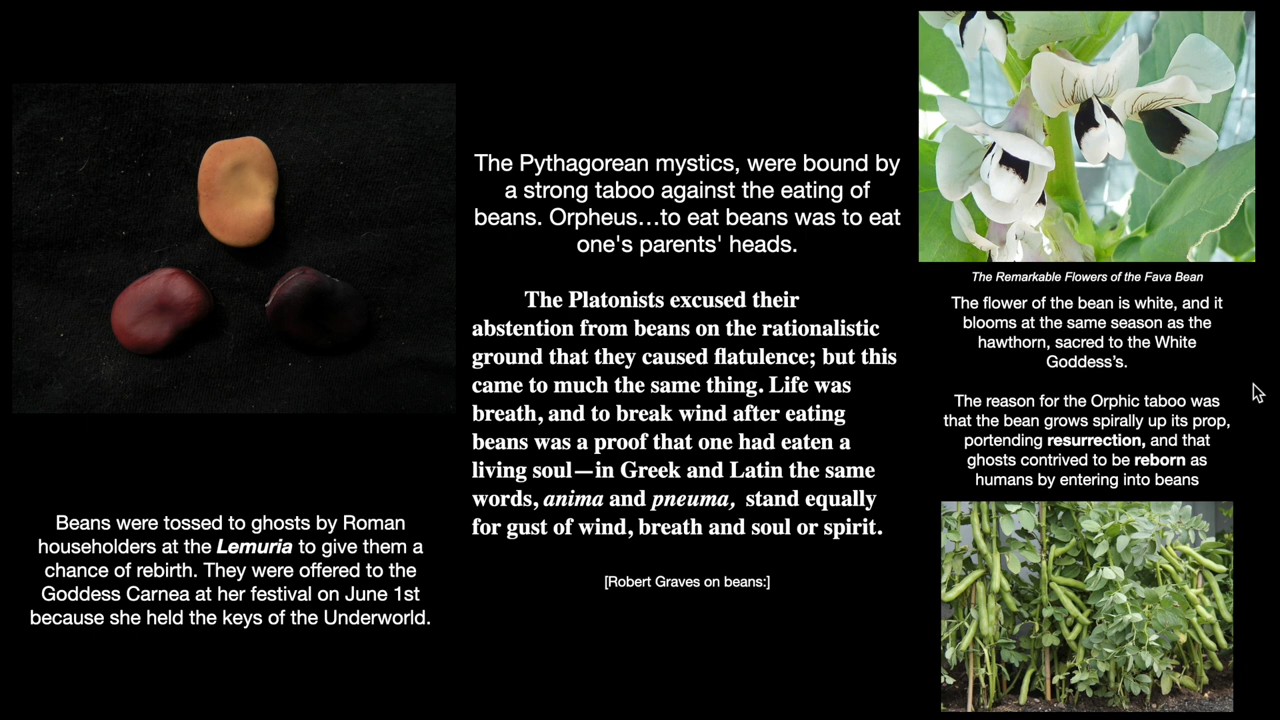 The Pythagorean mystics, were bound by
a strong taboo against the eating of
beans. Orpheus…to eat beans was to eat
one's parents' heads.
The Platonists excused their
abstention from beans on the rationalistic
ground that they caused flatulence; but this
came to much the same thing. Life was
breath, and to break wind after eating
beans was a proof that one had eaten a
living soul—in Greek and Latin the same
words, anima and pneuma, stand equally
for gust of wind, breath and soul or spirit.
[Robert Graves on beans:]
Beans were tossed to ghosts by Roman
householders at the Lemuria to give them a
chance of rebirth. They were offered to the
Goddess Carnea at her festival on June 1st
because she held the keys of the Underworld.
The Remarkable Flowers of the Fava Bean
The flower of the bean is white, and it
blooms at the same season as the
hawthorn, sacred to the White
Goddess’s.
The reason for the Orphic taboo was
that the bean grows spirally up its prop,
portending resurrection, and that
ghosts contrived to be reborn as
humans by entering into beans